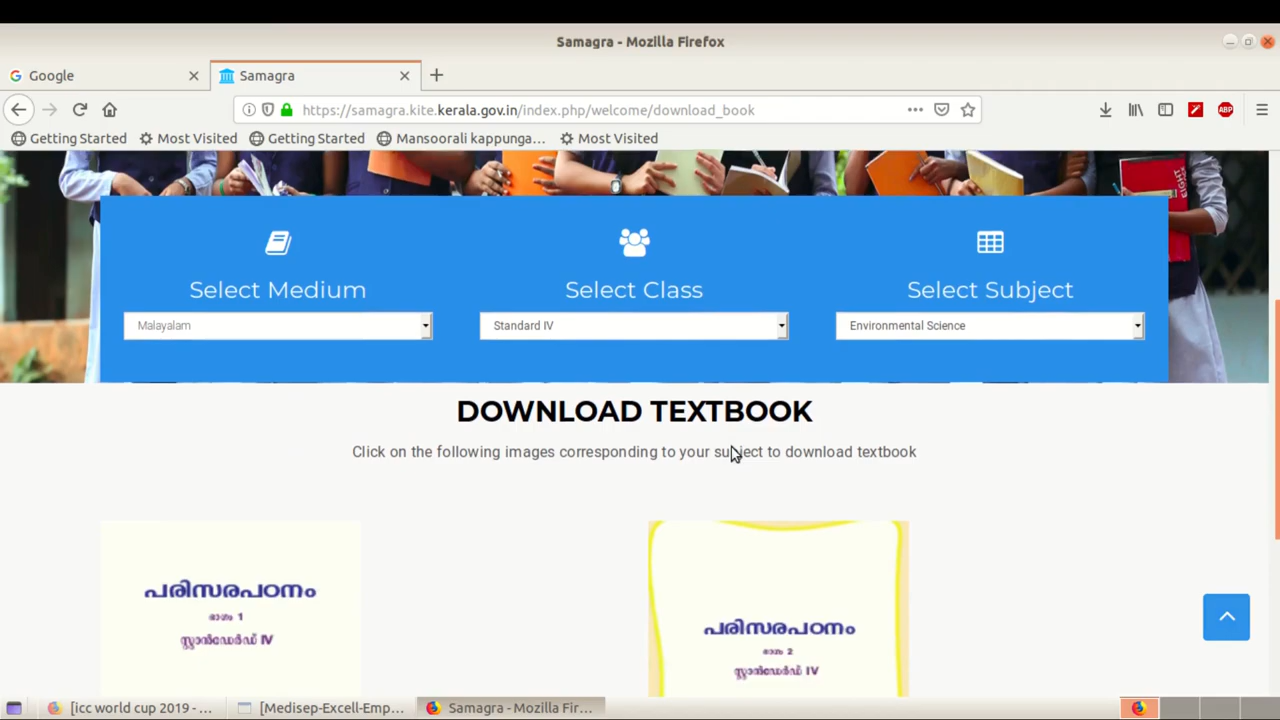 Samagra - Mozilla Firefox
Google
Samagra
https://samagra.kite.kerala.gov.in/index.php/welcome/download_book
Getting Started
Most Visited
Getting Started
Mansoorali kappunga...
Most Visited
ABP
EIGHT
Select Medium
Select Class
Select Subject
Malayalam
Standard IV
Environmental Science
DOWNLOAD TEXTBOOK
Click on the following images corresponding to your subject to download textbook
പരിസരപഠനം
ഭാഗം 1
സ്റ്റാൻഡേർഡ് IV
പരിസരപഠനം
ഭാഗം 2
സ്റ്റാൻഡേർഡ് IV
[icc world cup 2019 - ...
[Medisep-Excell-Emp...
Samagra - Mozilla Fir...